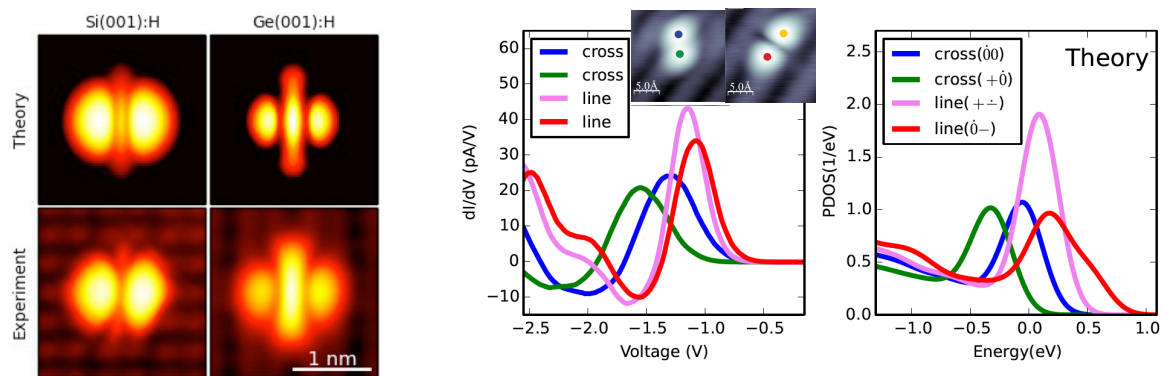 Si(001):H
Ge(001):H
Theory
Experiment
1 nm
dI/dV (pA/V)
60
50
40
30
20
10
0
−10
cross
cross
line
line
5.0Å
5.0Å
−2.5
−2.0
−1.5
−1.0
−0.5
Voltage (V)
PDOS(1/eV)
2.5
2.0
1.5
1.0
0.5
0.0
cross(0̇0)
cross(+0̇)
line(+∸)
line(0̇−)
Theory
−1.0
−0.5
0.0
0.5
1.0
Energy(eV)